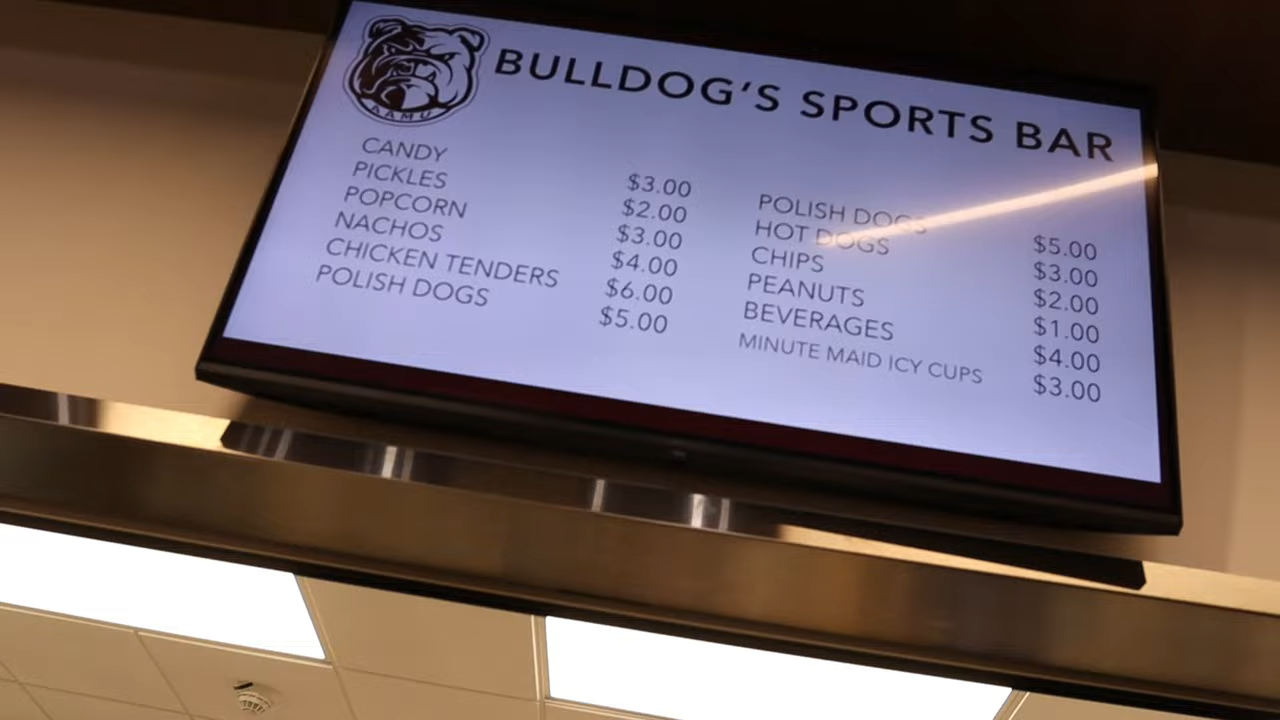 AAMU
BULLDOG'S SPORTS BAR
CANDY $3.00
PICKLES $2.00
POPCORN $3.00
NACHOS $4.00
CHICKEN TENDERS $6.00
POLISH DOGS $5.00
POLISH DOGS $5.00
HOT DOGS $3.00
CHIPS $2.00
PEANUTS $1.00
BEVERAGES $4.00
MINUTE MAID ICY CUPS $3.00